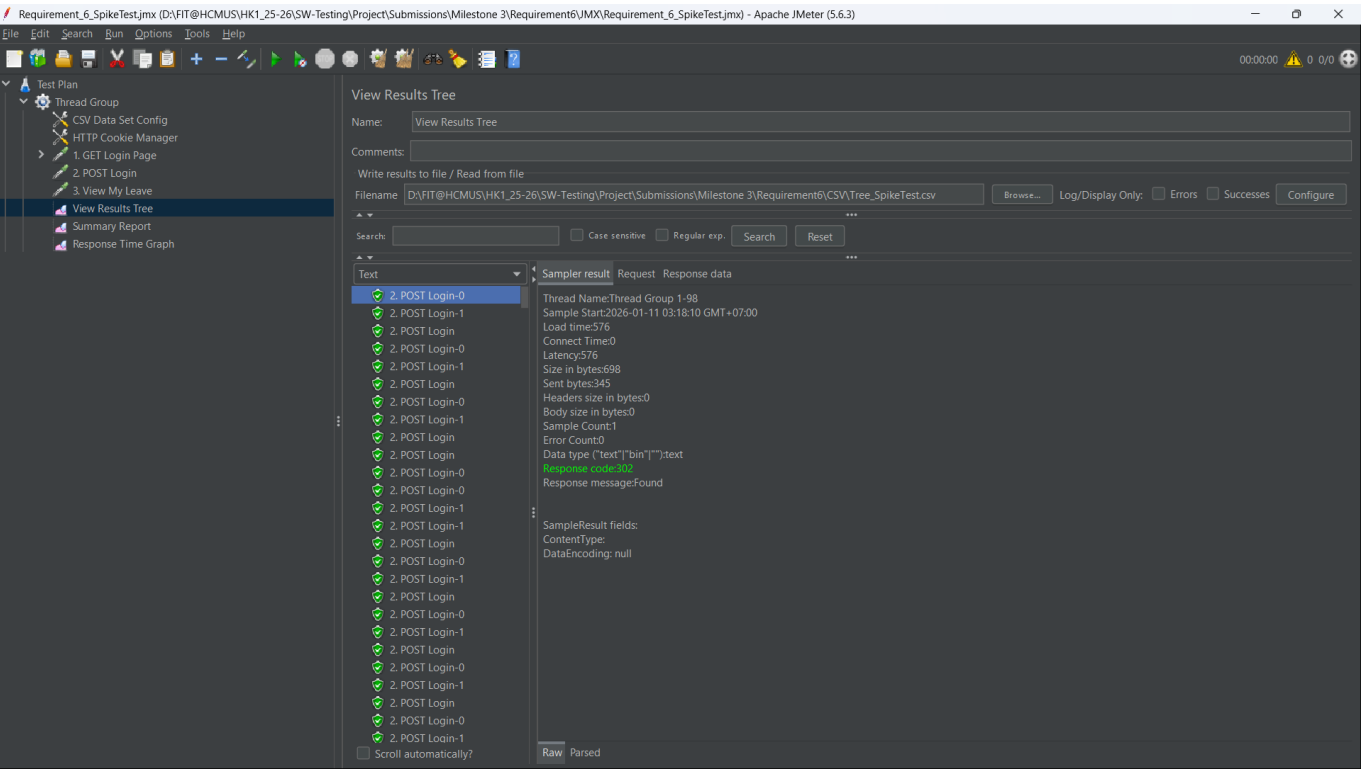 Requirement_6_SpikeTest.jmx (D:\FIT@HCMUS\HK1_25-26\SW-Testing\Project\Submissions\Milestone 3\Requirement6\JMX\Requirement_6_SpikeTest.jmx) - Apache JMeter (5.6.3)
File Edit Search Run Options Tools Help
00:00:00 0 0/0
Test Plan
Thread Group
CSV Data Set Config
HTTP Cookie Manager
1. GET Login Page
2. POST Login
3. View My Leave
View Results Tree
Summary Report
Response Time Graph
View Results Tree
Name: View Results Tree
Comments:
Write results to file / Read from file
Filename D:\FIT@HCMUS\HK1_25-26\SW-Testing\Project\Submissions\Milestone 3\Requirement6\CSV\Tree_SpikeTest.csv Browse... Log/Display Only: Errors Successes Configure
Search: Case sensitive Regular exp. Search Reset
Text
2. POST Login-0
2. POST Login-1
2. POST Login
2. POST Login-0
2. POST Login-1
2. POST Login
2. POST Login-0
2. POST Login-1
2. POST Login
2. POST Login
2. POST Login-0
2. POST Login-0
2. POST Login-1
2. POST Login-1
2. POST Login
2. POST Login-0
2. POST Login-1
2. POST Login
2. POST Login-0
2. POST Login-1
2. POST Login
2. POST Login-0
2. POST Login-1
2. POST Login
2. POST Login-0
2. POST Login-1
Scroll automatically?
Sampler result Request Response data
Thread Name:Thread Group 1-98
Sample Start:2026-01-11 03:18:10 GMT+07:00
Load time:576
Connect Time:0
Latency:576
Size in bytes:698
Sent bytes:345
Headers size in bytes:0
Body size in bytes:0
Sample Count:1
Error Count:0
Data type ("text"|"bin"|""):text
Response code:302
Response message:Found
SampleResult fields:
ContentType:
DataEncoding: null
Raw Parsed